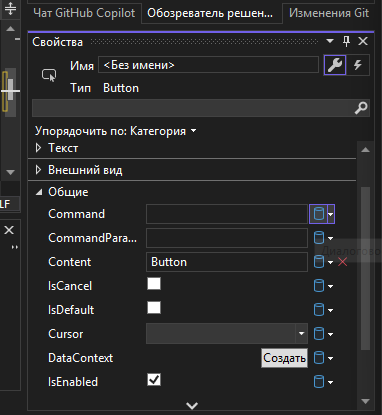 Чат GitHub Copilot Обозреватель решен... Изменения Git
Свойства
Имя <Без имени>
Тип Button
Упорядочить по: Категория
Текст
Внешний вид
Общие
Command
CommandPara...
Content Button
IsCancel
IsDefault
Cursor
DataContext Создать
IsEnabled
LF